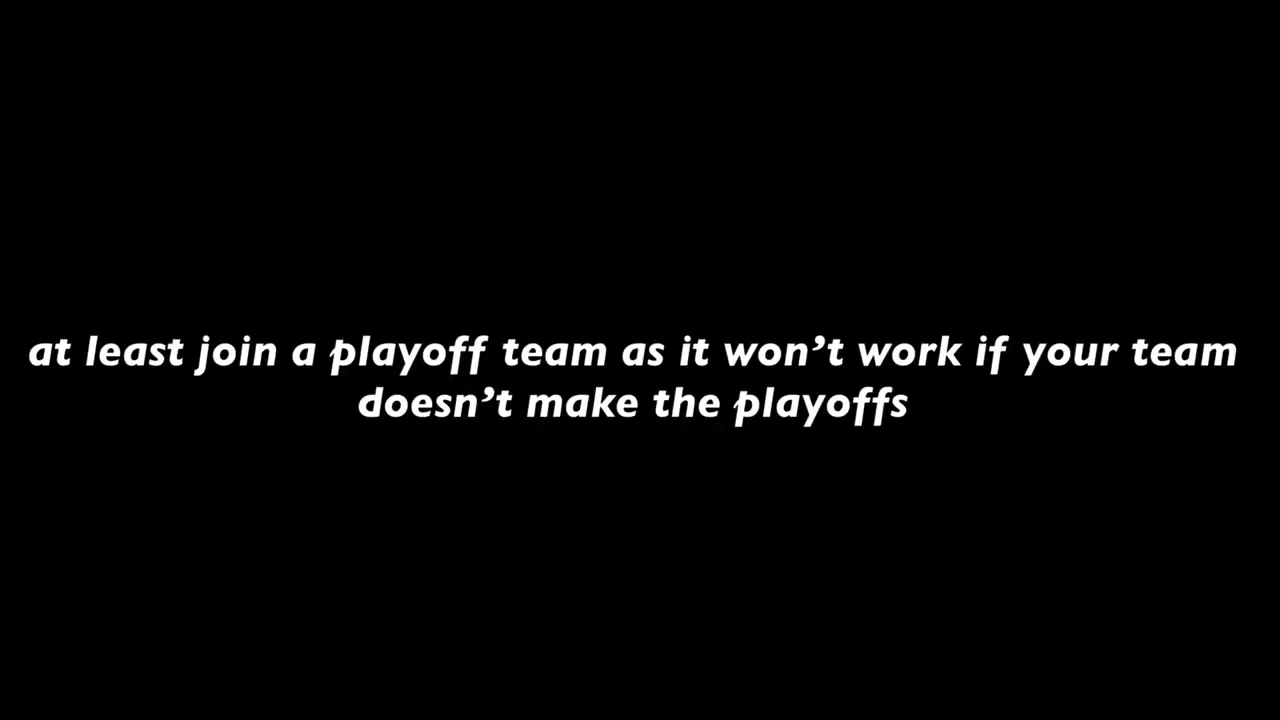 at least join a playoff team as it won’t work if your team
doesn’t make the playoffs